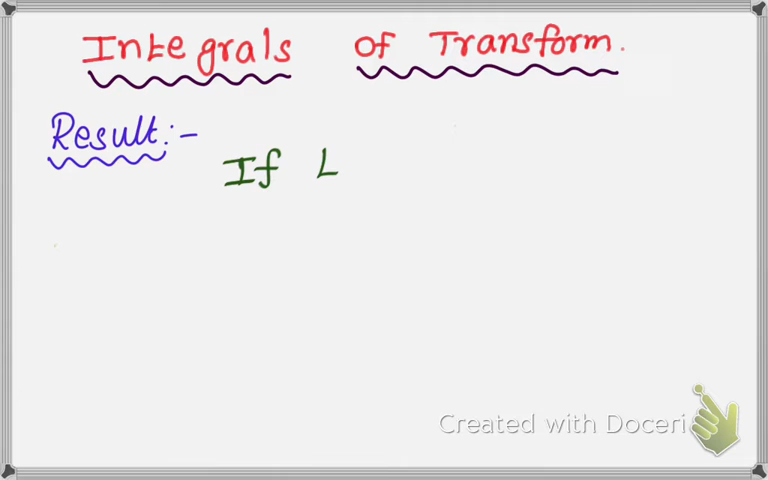 Integrals Of Transform.
Result:-
If L
Created with Doceri